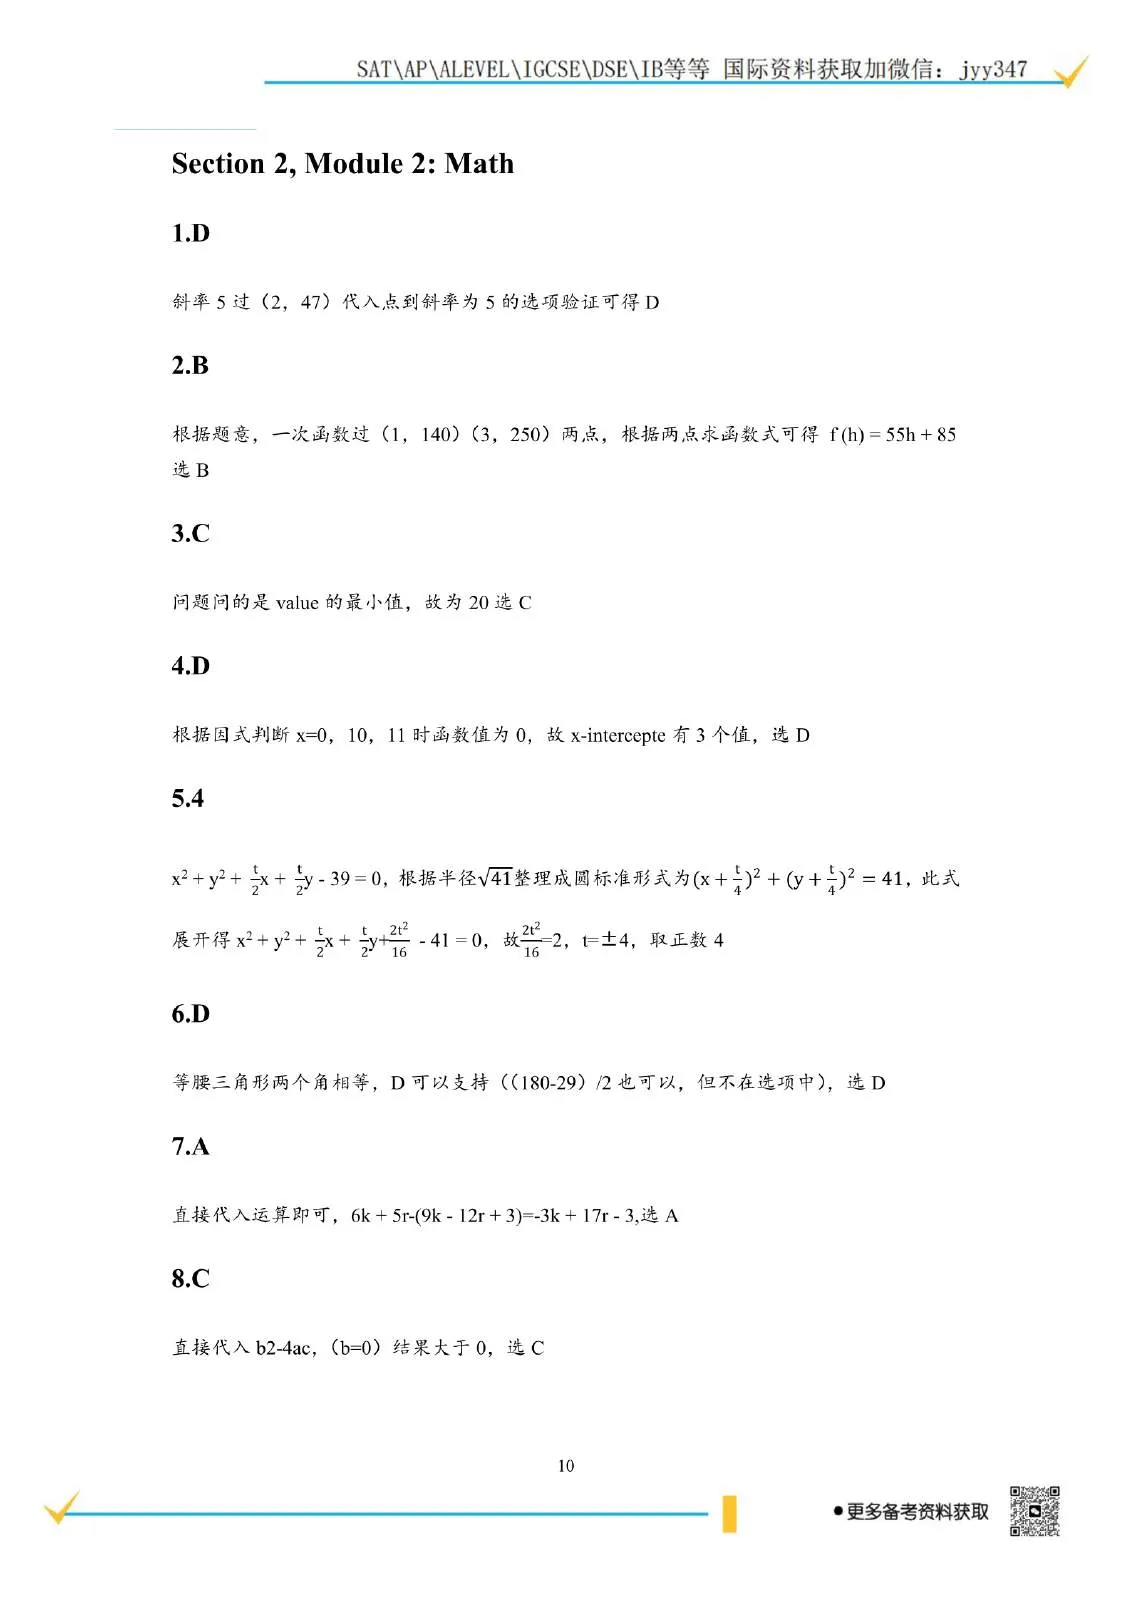 SAT\AP\ALEVEL\IGCSE\DSE\IB等等 国际资料获取加微信：jyy347
Section 2, Module 2: Math
1.D
斜率 5 过（2，47）代入点到斜率为 5 的选项验证可得 D
2.B
根据题意，一次函数过（1，140）（3，250）两点，根据两点求函数式可得 f (h) = 55h + 85
选 B
3.C
问题问的是 value 的最小值，故为 20 选 C
4.D
根据因式判断 x=0，10，11 时函数值为 0，故 x-intercepte 有 3 个值，选 D
5.4
x² + y² + t/2x + t/2y - 39 = 0，根据半径√41整理成圆标准形式为(x + t/4)² + (y + t/4)² = 41，此式
展开得 x² + y² + t/2x + t/2y+2t²/16 - 41 = 0，故2t²/16=2，t=±4，取正数 4
6.D
等腰三角形两个角相等，D 可以支持（（180-29）/2 也可以，但不在选项中），选 D
7.A
直接代入运算即可，6k + 5r-(9k - 12r + 3)=-3k + 17r - 3,选 A
8.C
直接代入 b2-4ac，（b=0）结果大于 0，选 C
10
●更多备考资料获取